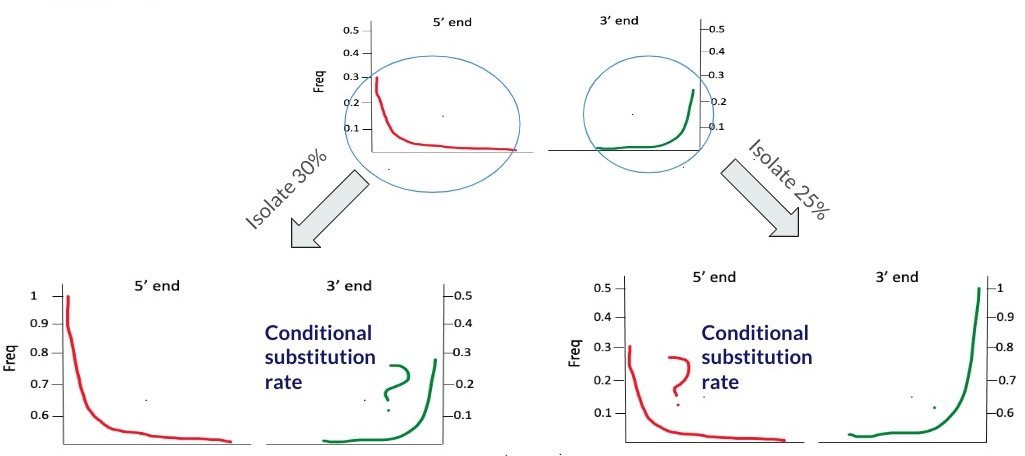 5’ end
3’ end
0.5
0.4
0.3
0.2
0.1
Freq
0.5
0.4
0.3
0.2
0.1
Isolate 30%
Isolate 25%
5’ end
3’ end
1
0.9
0.8
0.7
0.6
Freq
Conditional
substitution
rate
?
0.5
0.4
0.3
0.2
0.1
5’ end
3’ end
0.5
0.4
0.3
0.2
0.1
Freq
?
Conditional
substitution
rate
1
0.9
0.8
0.7
0.6